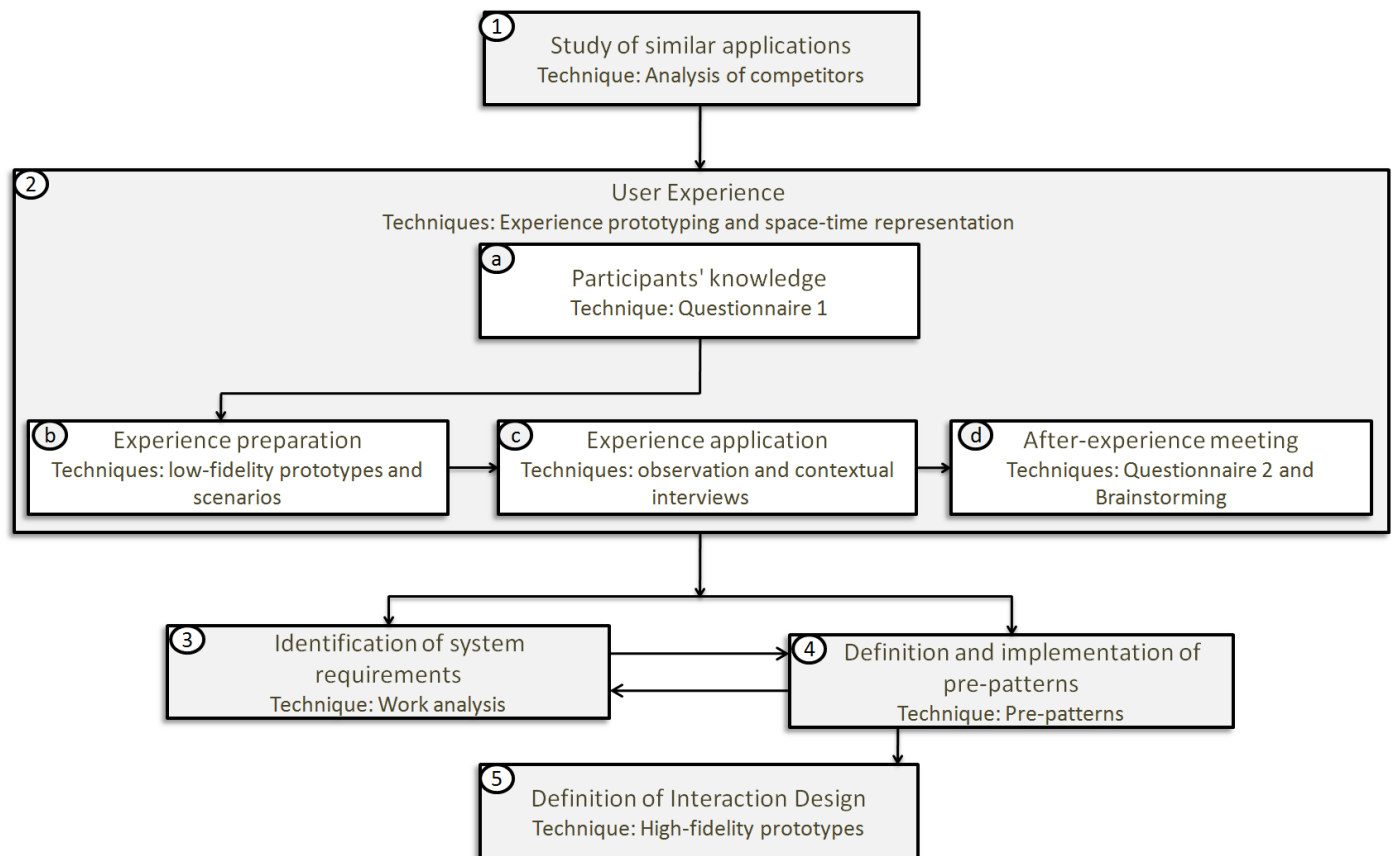 1
Study of similar applications
Technique: Analysis of competitors
2
User Experience
Techniques: Experience prototyping and space-time representation
a
Participants' knowledge
Technique: Questionnaire 1
b
Experience preparation
Techniques: low-fidelity prototypes and
scenarios
c
Experience application
Techniques: observation and contextual
interviews
d
After-experience meeting
Techniques: Questionnaire 2 and
Brainstorming
3
Identification of system
requirements
Technique: Work analysis
4
Definition and implementation of
pre-patterns
Technique: Pre-patterns
5
Definition of Interaction Design
Technique: High-fidelity prototypes